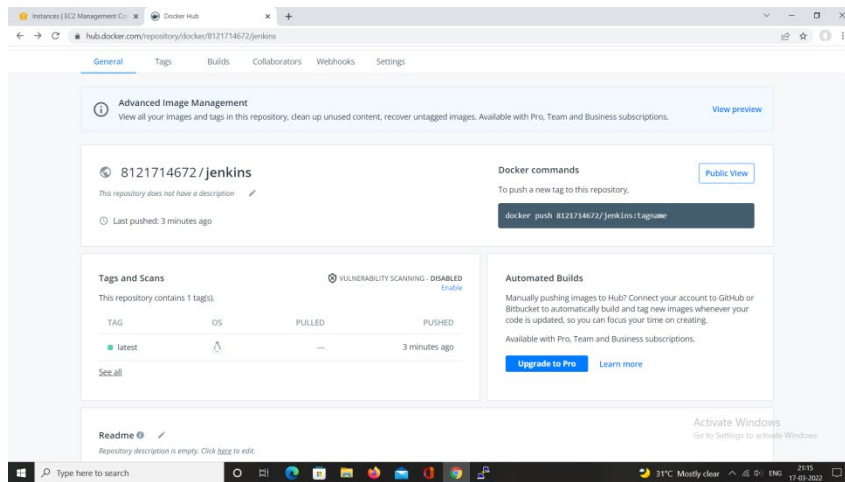 Instances | EC2 Management Co
Docker Hub
hub.docker.com/repository/docker/8121714672/jenkins
General Tags Builds Collaborators Webhooks Settings
Advanced Image Management
View all your images and tags in this repository, clean up unused content, recover untagged images. Available with Pro, Team and Business subscriptions.
View preview
8121714672/jenkins
This repository does not have a description
Last pushed: 3 minutes ago
Docker commands
Public View
To push a new tag to this repository,
docker push 8121714672/jenkins:tagname
Tags and Scans
VULNERABILITY SCANNING - DISABLED
Enable
This repository contains 1 tag(s).
TAG OS PULLED PUSHED
latest --- 3 minutes ago
See all
Automated Builds
Manually pushing images to Hub? Connect your account to GitHub or
Bitbucket to automatically build and tag new images whenever your
code is updated, so you can focus your time on creating.
Available with Pro, Team and Business subscriptions.
Upgrade to Pro Learn more
Readme
Repository description is empty. Click here to edit.
Activate Windows
Go to Settings to activate Windows.
Type here to search
31°C Mostly clear
ENG
21:15
17-03-2022